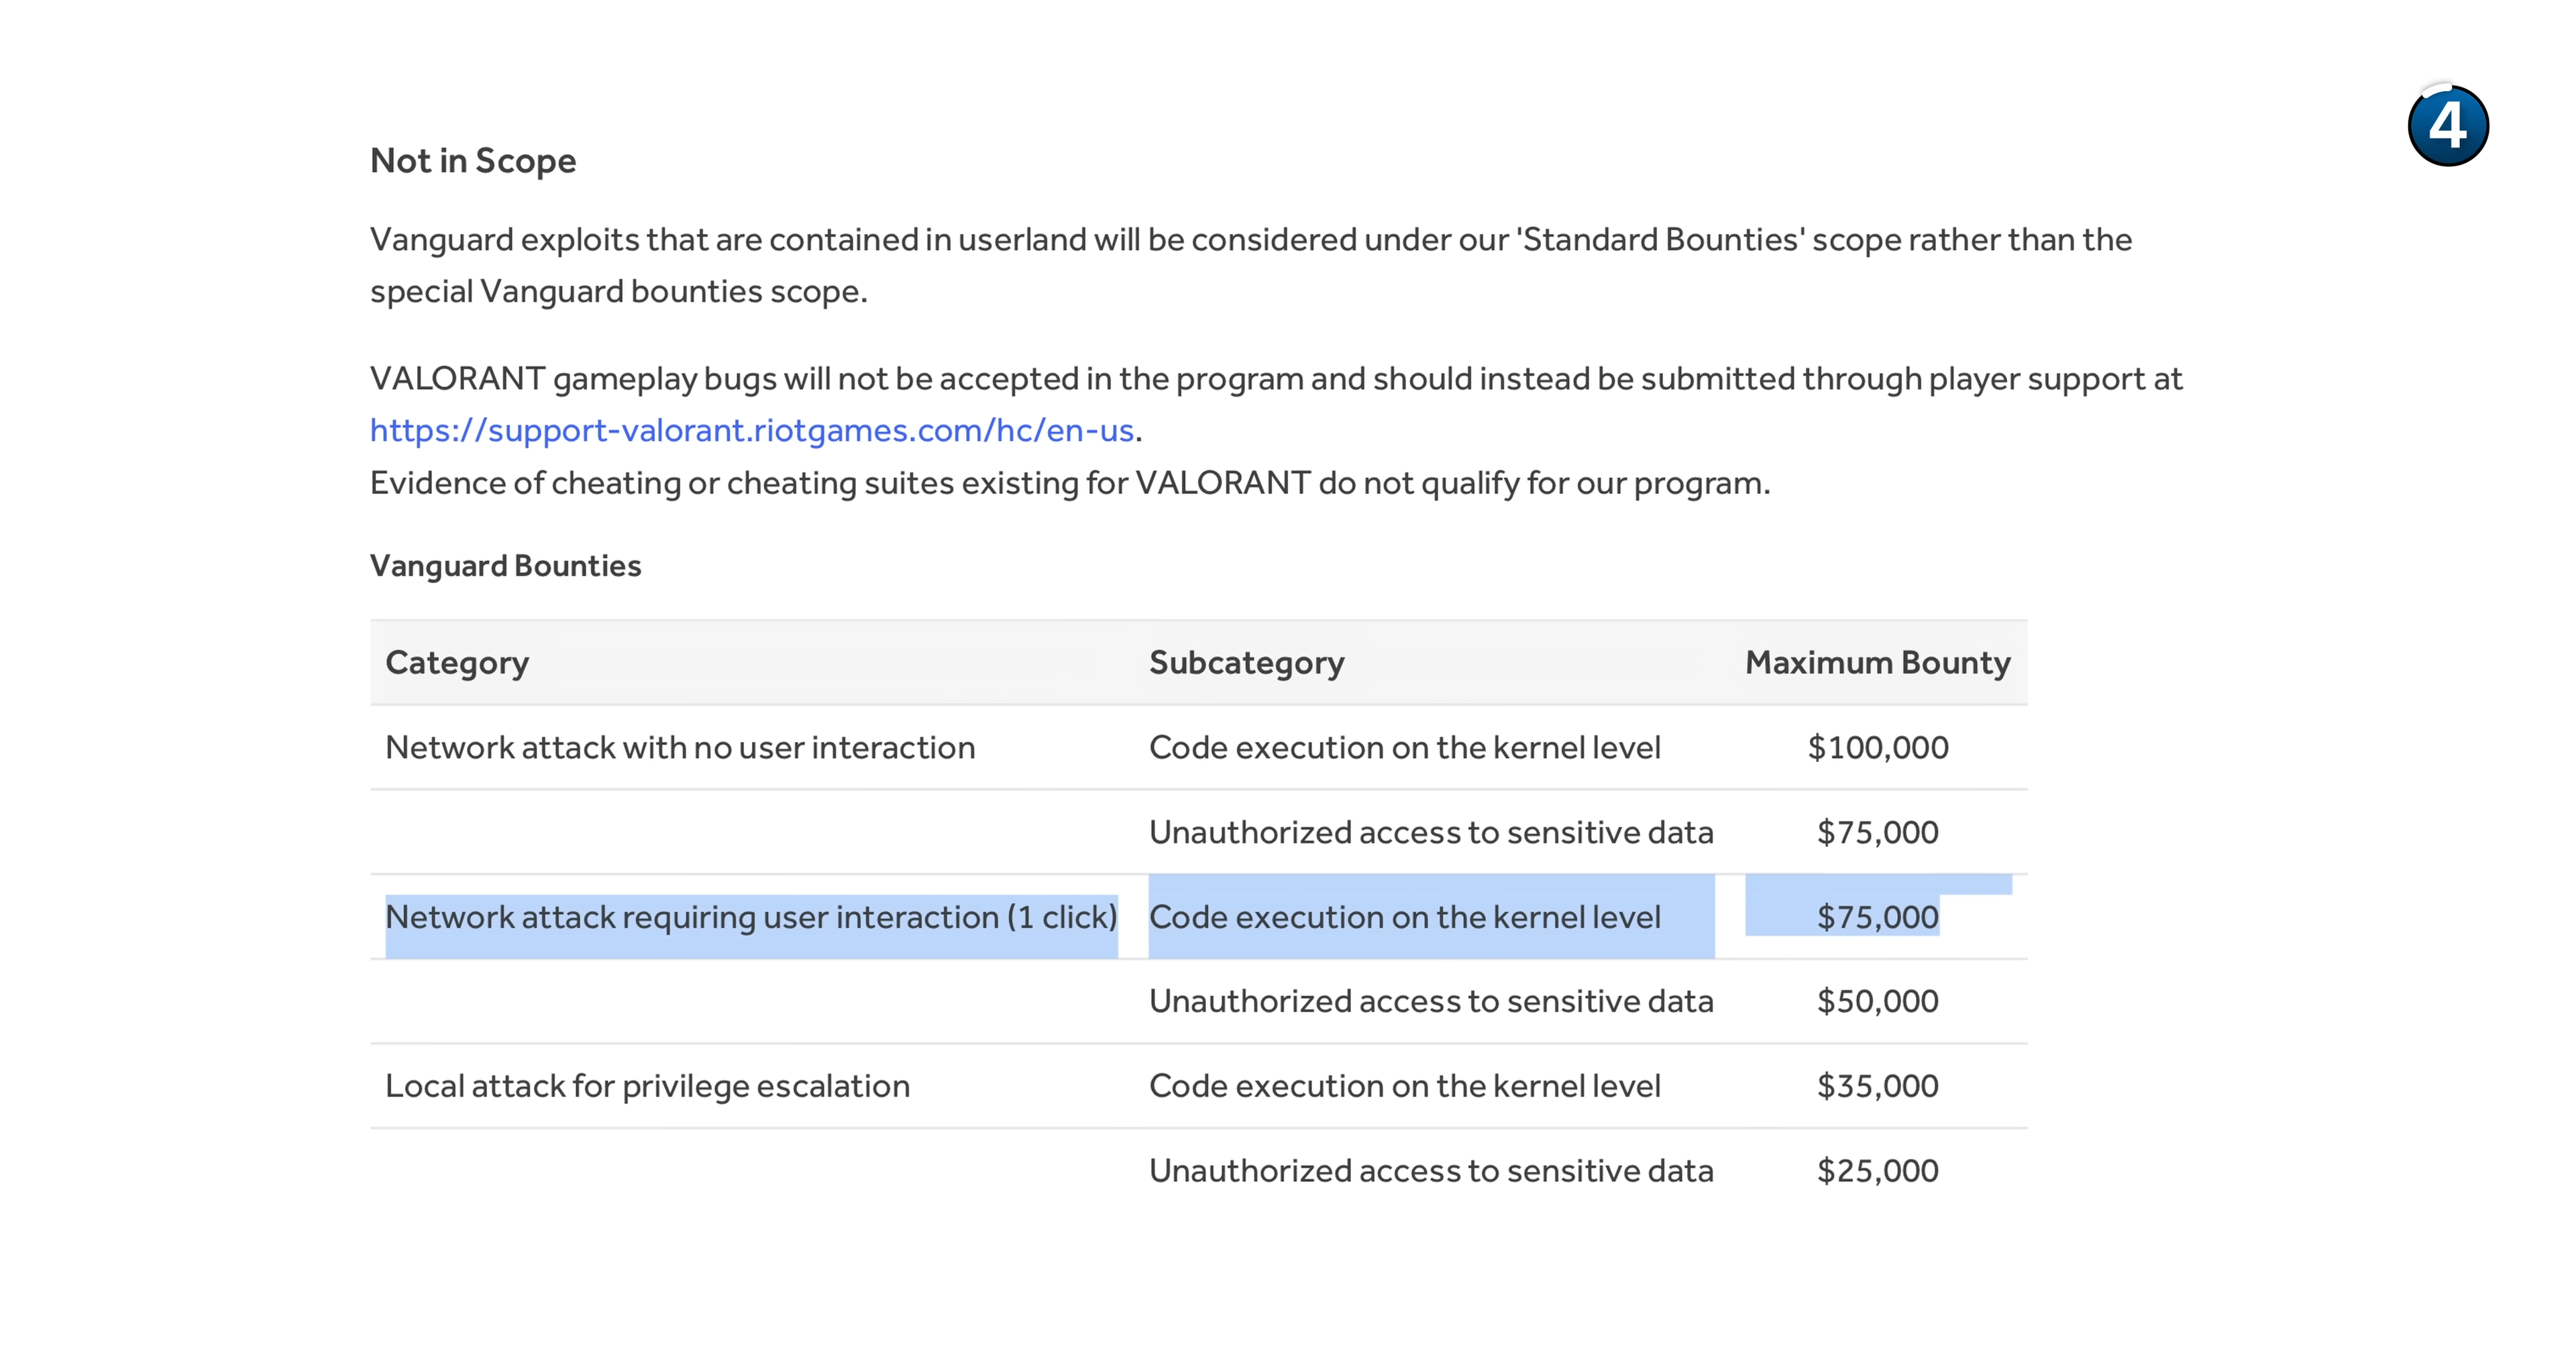 4
Not in Scope
Vanguard exploits that are contained in userland will be considered under our 'Standard Bounties' scope rather than the
special Vanguard bounties scope.
VALORANT gameplay bugs will not be accepted in the program and should instead be submitted through player support at
https://support-valorant.riotgames.com/hc/en-us.
Evidence of cheating or cheating suites existing for VALORANT do not qualify for our program.
Vanguard Bounties
Category Subcategory Maximum Bounty
Network attack with no user interaction Code execution on the kernel level $100,000
Unauthorized access to sensitive data $75,000
Network attack requiring user interaction (1 click) Code execution on the kernel level $75,000
Unauthorized access to sensitive data $50,000
Local attack for privilege escalation Code execution on the kernel level $35,000
Unauthorized access to sensitive data $25,000